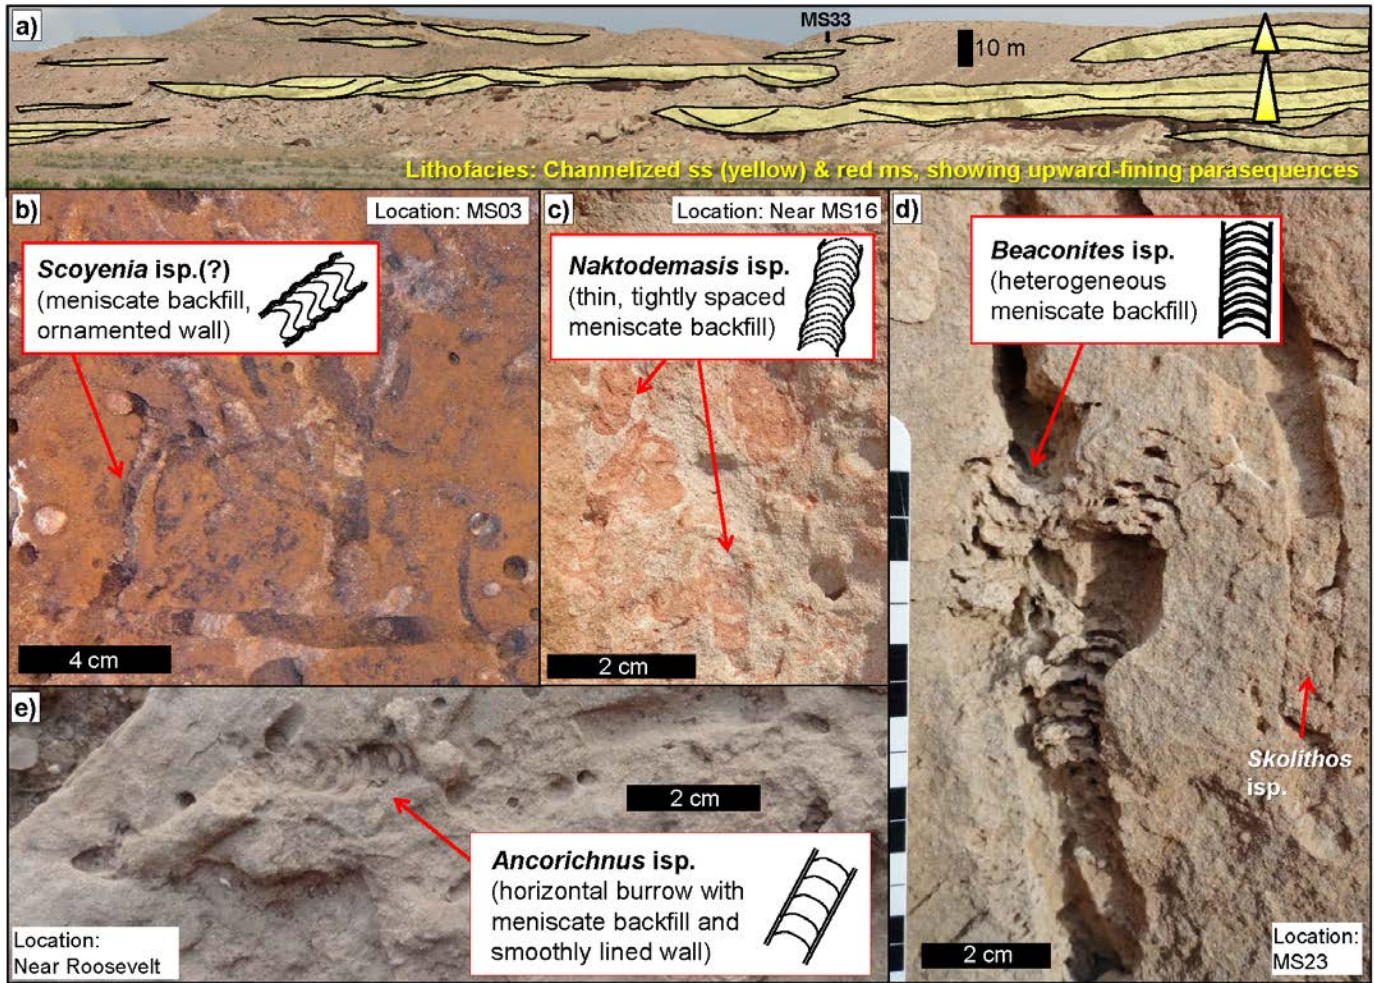 a)
MS33
10 m
Lithofacies: Channelized ss (yellow) & red ms, showing upward-fining parasequences
b)
Location: MS03
Scoyenia isp.(?)
(meniscate backfill,
ornamented wall)
4 cm
c)
Location: Near MS16
Naktodemasis isp.
(thin, tightly spaced
meniscate backfill)
2 cm
d)
Beaconites isp.
(heterogeneous
meniscate backfill)
Skolithos
isp.
2 cm
Location:
MS23
e)
2 cm
Ancorichnus isp.
(horizontal burrow with
meniscate backfill and
smoothly lined wall)
Location:
Near Roosevelt